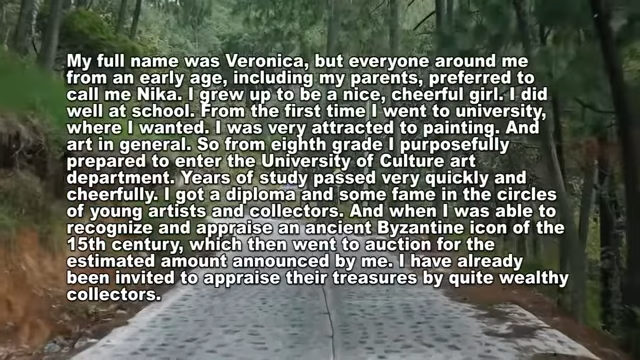 My full name was Veronica, but everyone around me
from an early age, including my parents, preferred to
call me Nika. I grew up to be a nice, cheerful girl. I did
well at school. From the first time I went to university,
where I wanted. I was very attracted to painting. And
art in general. So from eighth grade I purposefully
prepared to enter the University of Culture art
department. Years of study passed very quickly and
cheerfully. I got a diploma and some fame in the circles
of young artists and collectors. And when I was able to
recognize and appraise an ancient Byzantine icon of the
15th century, which then went to auction for the
estimated amount announced by me. I have already
been invited to appraise their treasures by quite wealthy
collectors.